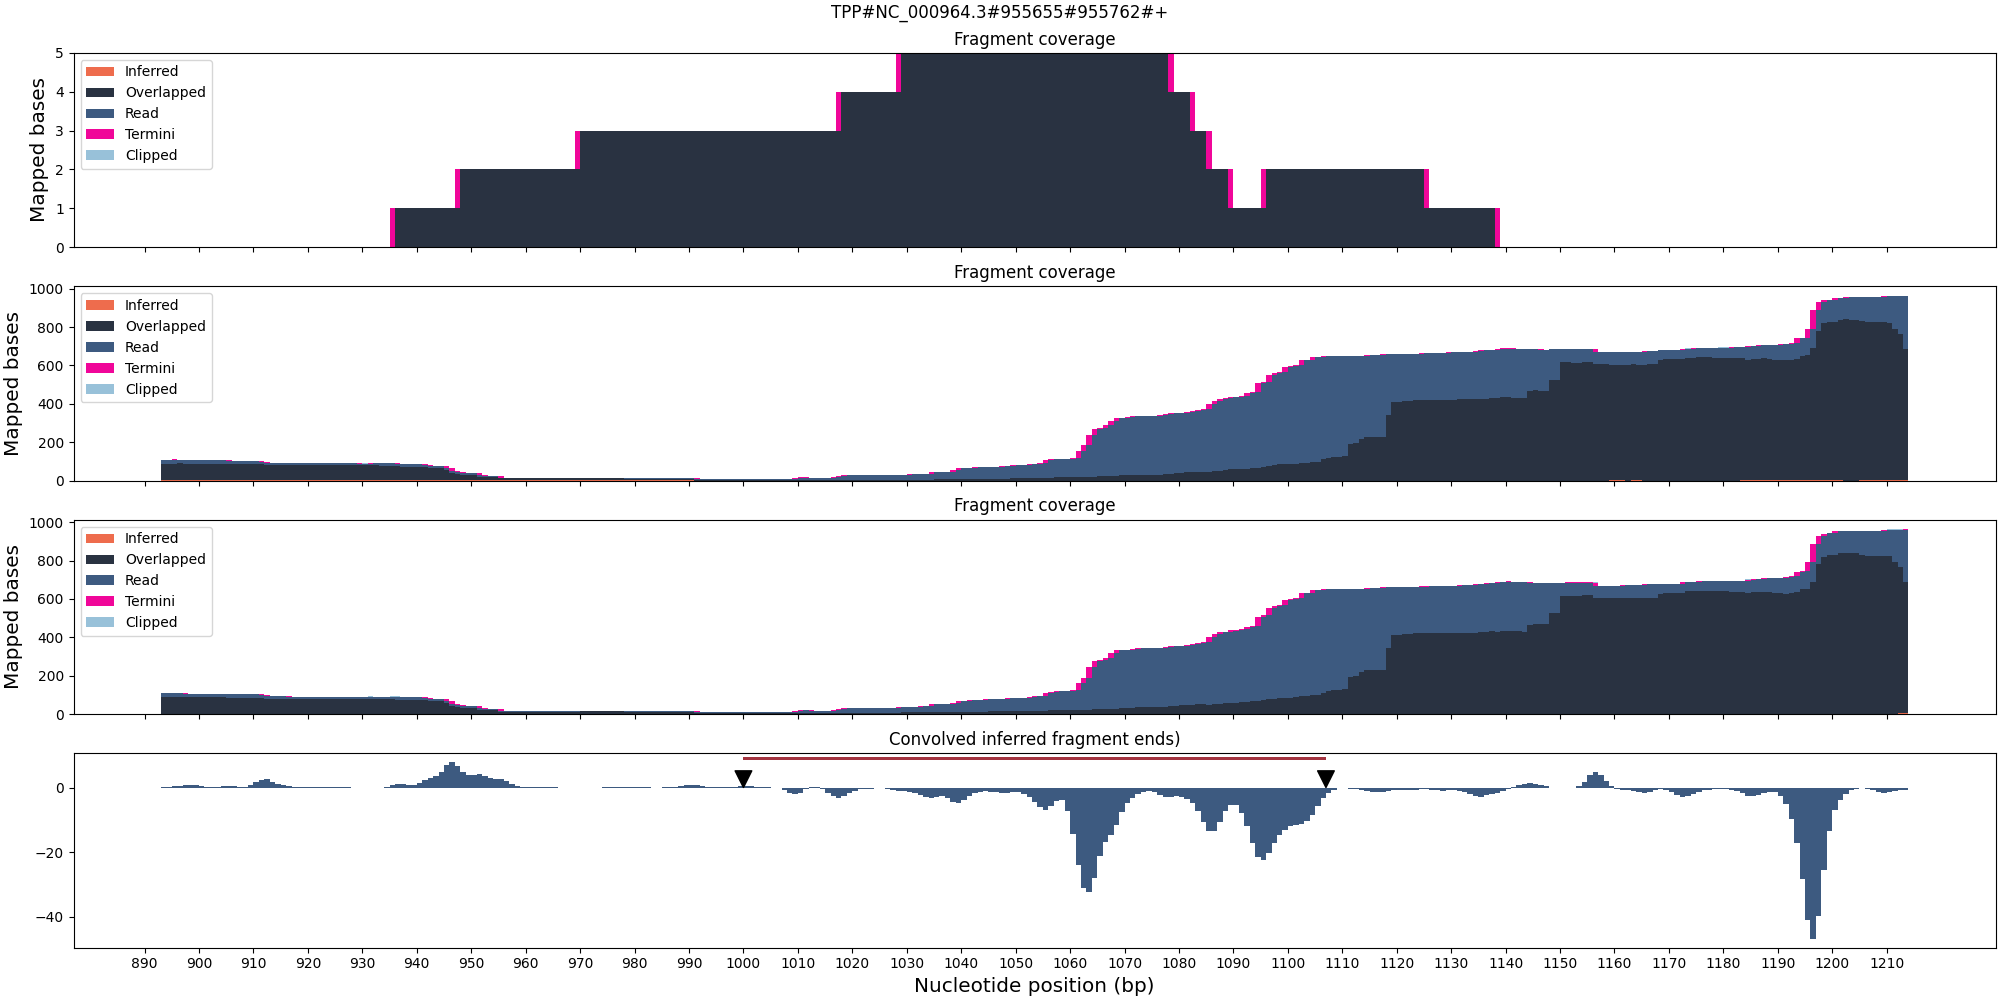 TPP#NC_000964.3#955655#955762#+
Fragment coverage
Mapped bases
5
4
3
2
1
0
Inferred
Overlapped
Read
Termini
Clipped
Fragment coverage
Mapped bases
1000
800
600
400
200
0
Inferred
Overlapped
Read
Termini
Clipped
Fragment coverage
Mapped bases
1000
800
600
400
200
0
Inferred
Overlapped
Read
Termini
Clipped
Convolved inferred fragment ends)
0
−20
−40
890 900 910 920 930 940 950 960 970 980 990 1000 1010 1020 1030 1040 1050 1060 1070 1080 1090 1100 1110 1120 1130 1140 1150 1160 1170 1180 1190 1200 1210
Nucleotide position (bp)